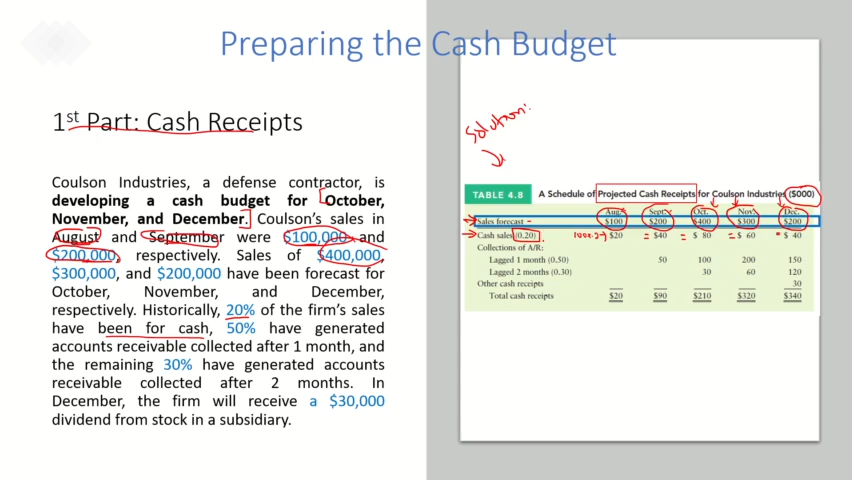 Preparing the Cash Budget
1st Part: Cash Receipts
Coulson Industries, a defense contractor, is
developing a cash budget for October,
November, and December. Coulson's sales in
August and September were $100,000 and
$200,000, respectively. Sales of $400,000,
$300,000, and $200,000 have been forecast for
October, November, and December,
respectively. Historically, 20% of the firm's sales
have been for cash, 50% have generated
accounts receivable collected after 1 month, and
the remaining 30% have generated accounts
receivable collected after 2 months. In
December, the firm will receive a $30,000
dividend from stock in a subsidiary.
Solution:
TABLE 4.8 A Schedule of Projected Cash Receipts for Coulson Industries ($000)
Aug. Sept. Oct. Nov. Dec.
Sales forecast - $100 $200 $400 $300 $200
Cash sales (0.20) $20 = $40 = $ 80 = $ 60 = $ 40
Collections of A/R:
Lagged 1 month (0.50) 50 100 200 150
Lagged 2 months (0.30) 30 60 120
Other cash receipts 30
Total cash receipts $20 $90 $210 $320 $340